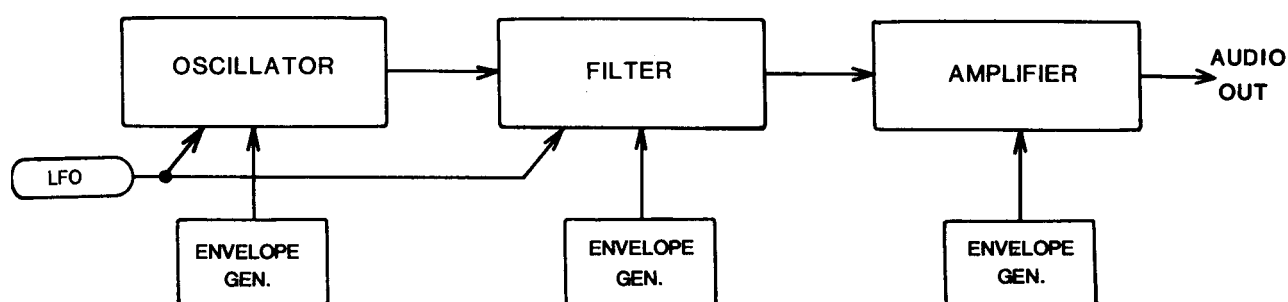 OSCILLATOR
FILTER
AMPLIFIER
AUDIO
OUT
LFO
ENVELOPE
GEN.
ENVELOPE
GEN.
ENVELOPE
GEN.